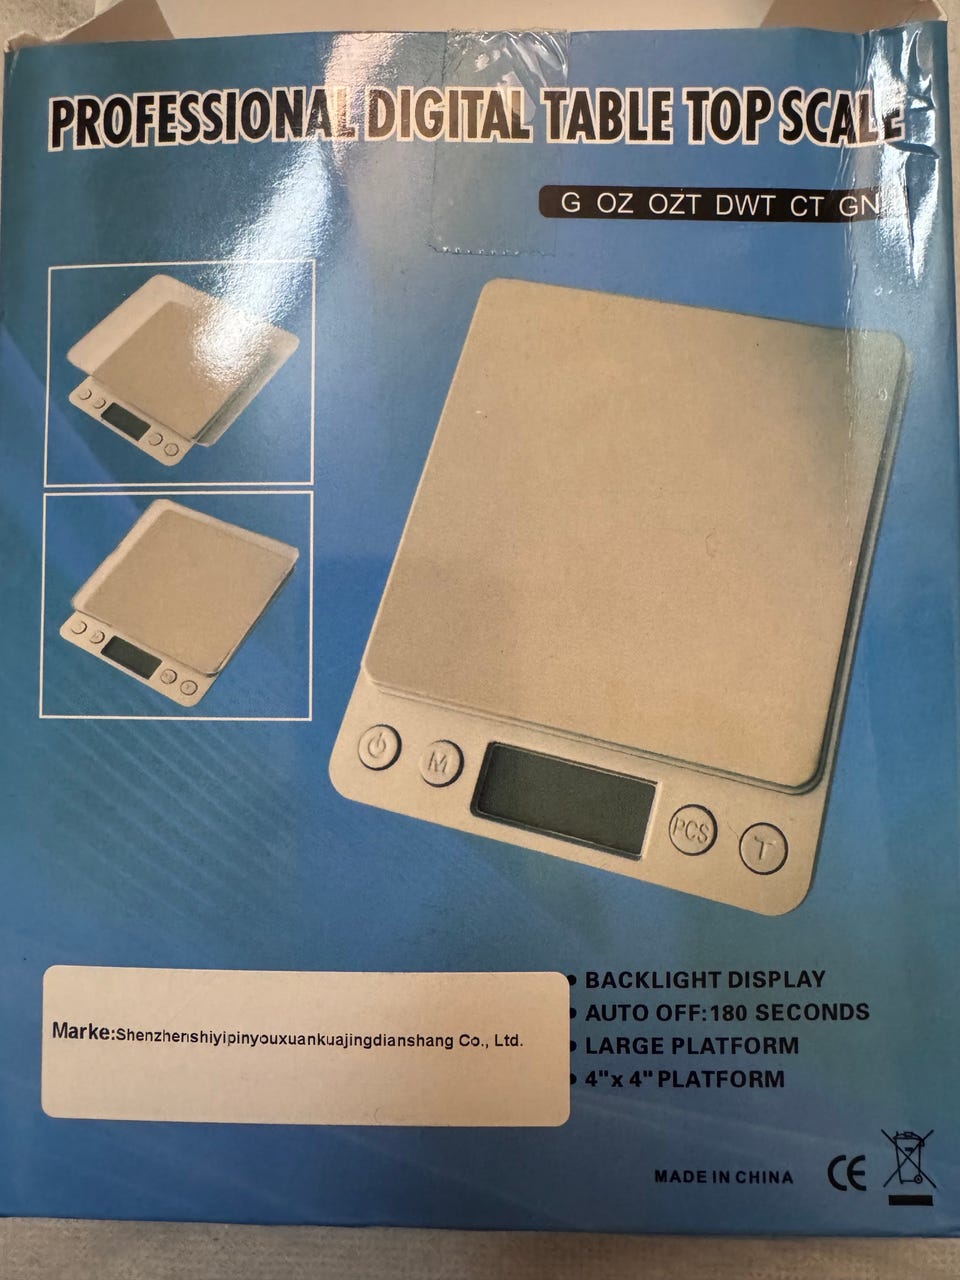 PROFESSIONAL DIGITAL TABLE TOP SCALE
G OZ OZT DWT CT GN
M
PCS
T
Marke:Shenzhenshiyipinyouxuankuajingdianshang Co., Ltd.
• BACKLIGHT DISPLAY
• AUTO OFF:180 SECONDS
• LARGE PLATFORM
• 4"x 4" PLATFORM
MADE IN CHINA
CE